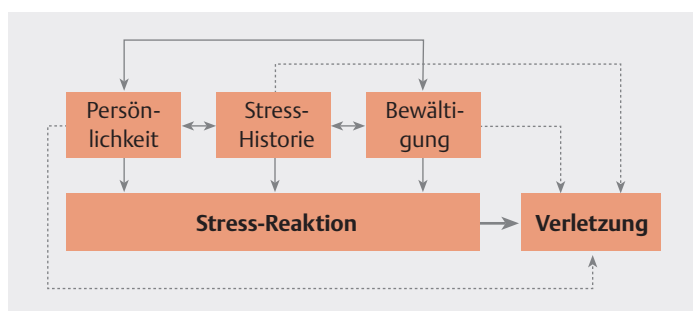 Persön-
lichkeit
Stress-
Historie
Bewälti-
gung
Stress-Reaktion
Verletzung